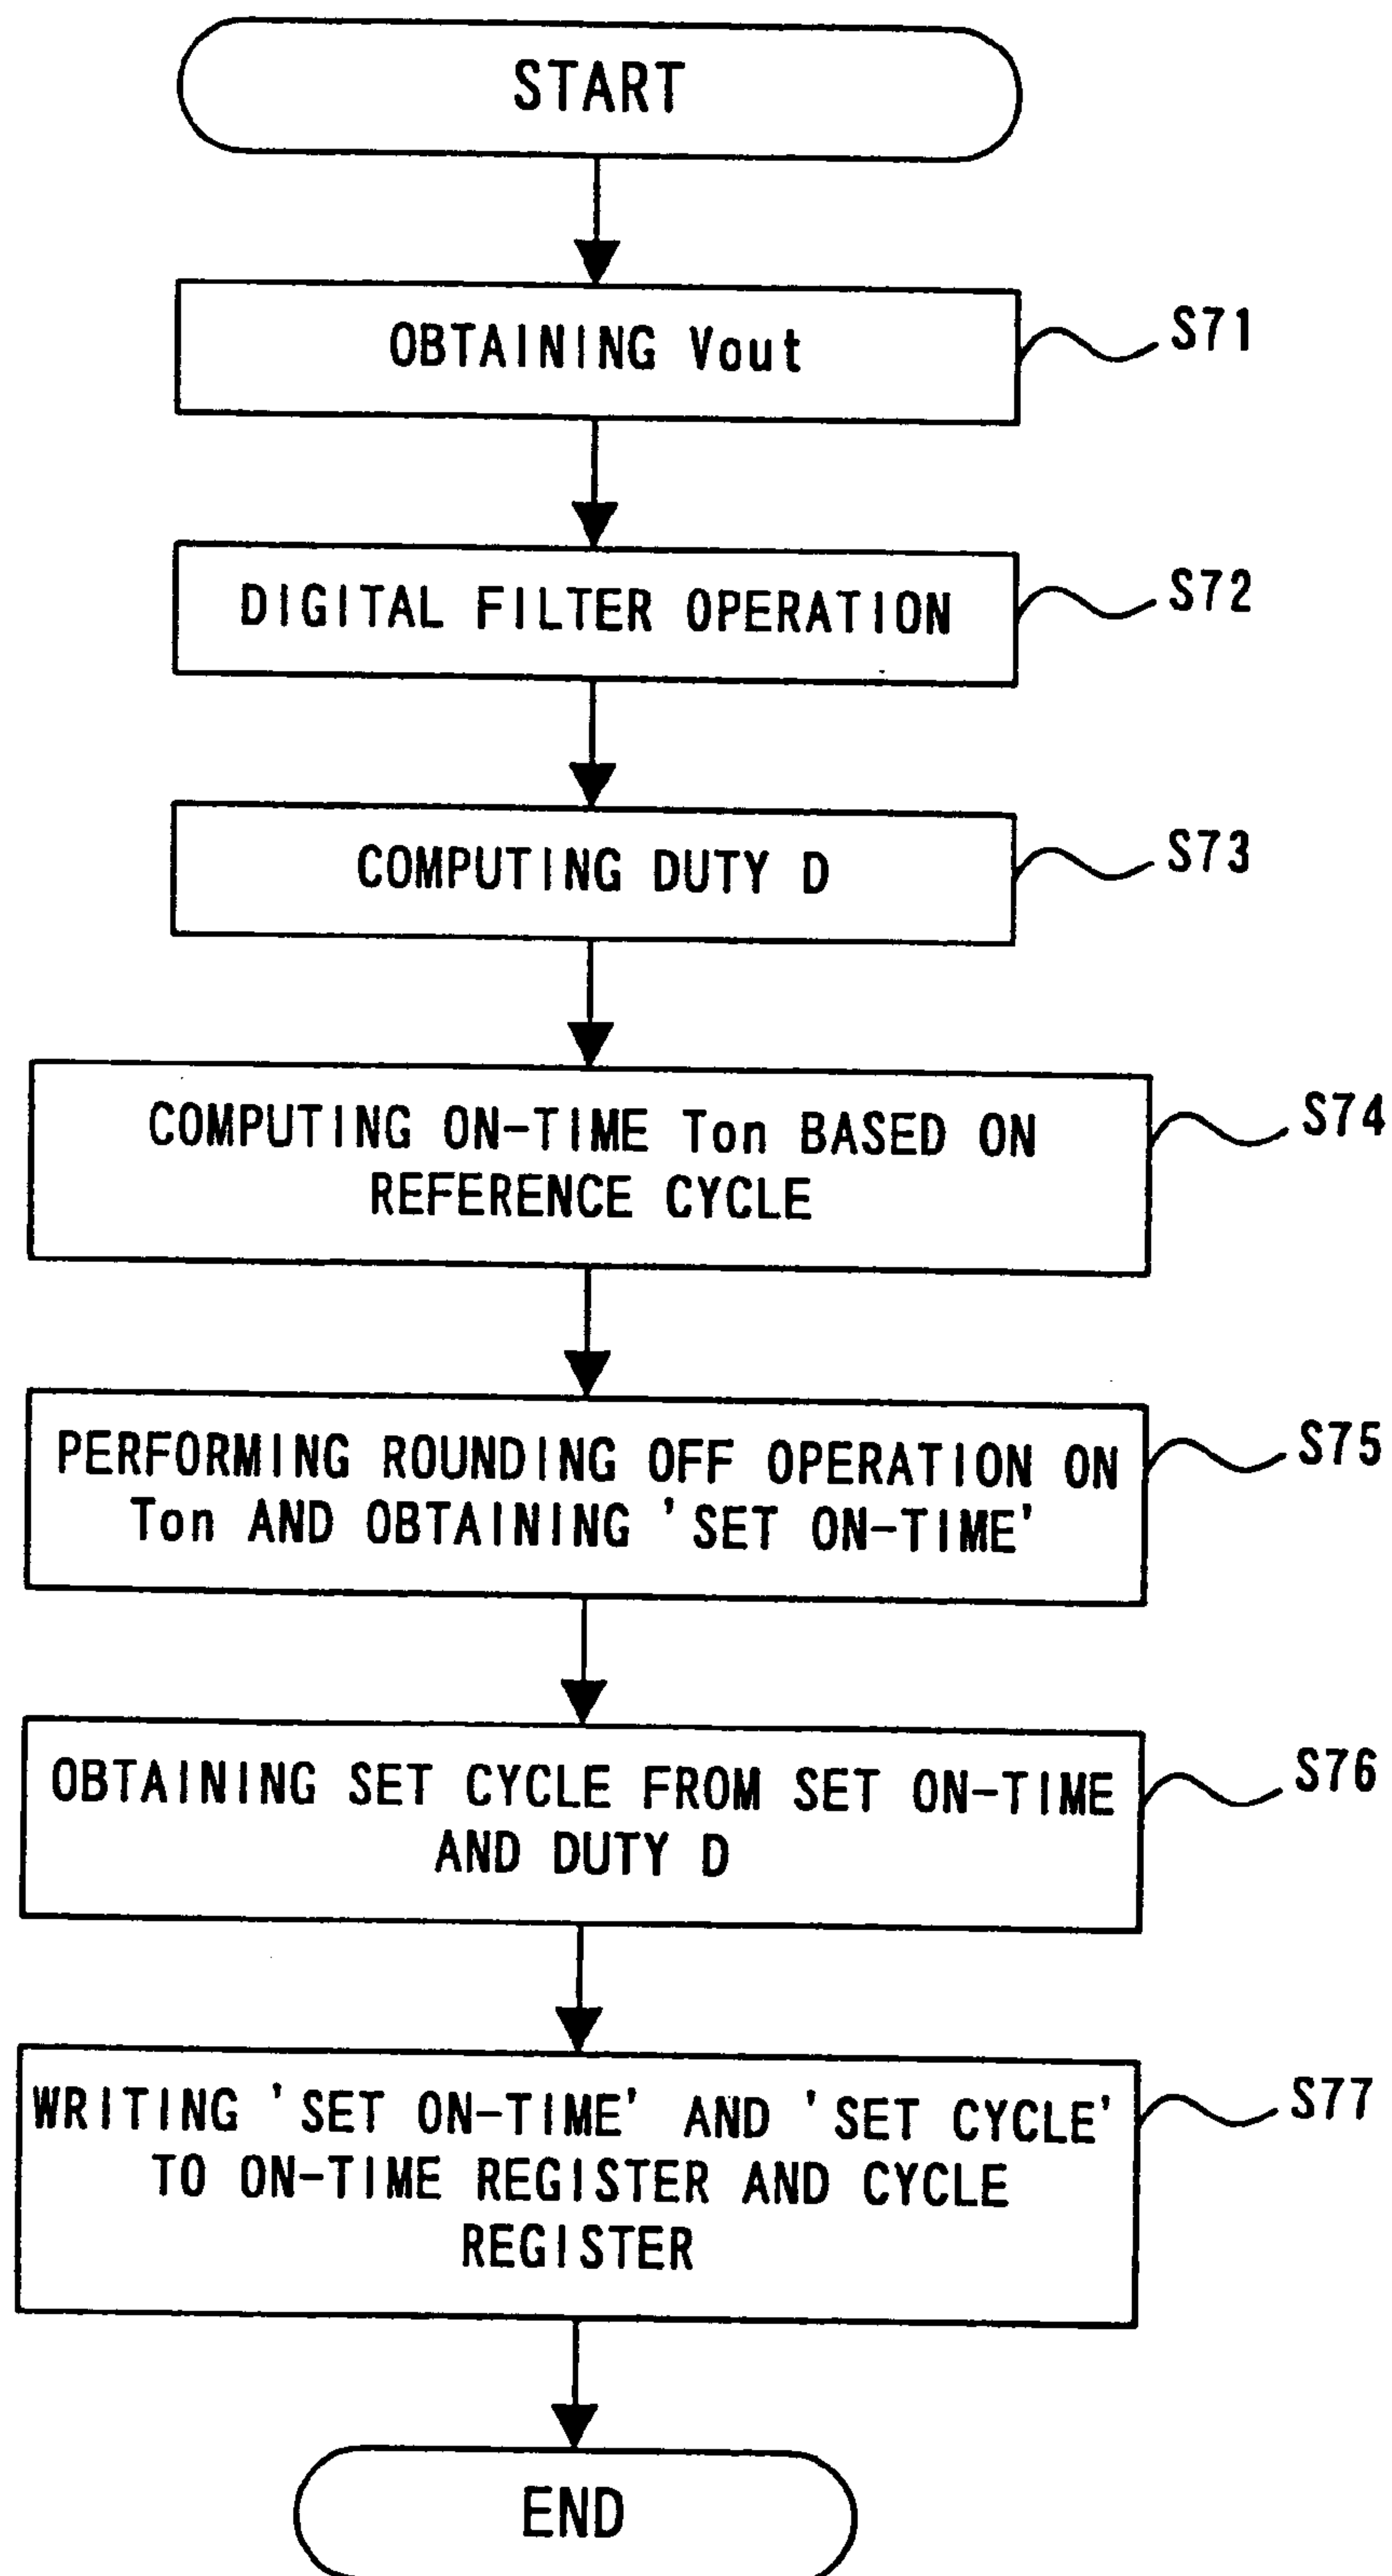 START
OBTAINING Vout
S71
DIGITAL FILTER OPERATION
S72
COMPUTING DUTY D
S73
COMPUTING ON-TIME Ton BASED ON
REFERENCE CYCLE
S74
PERFORMING ROUNDING OFF OPERATION ON
Ton AND OBTAINING 'SET ON-TIME'
S75
OBTAINING SET CYCLE FROM SET ON-TIME
AND DUTY D
S76
WRITING 'SET ON-TIME' AND 'SET CYCLE'
TO ON-TIME REGISTER AND CYCLE
REGISTER
S77
END